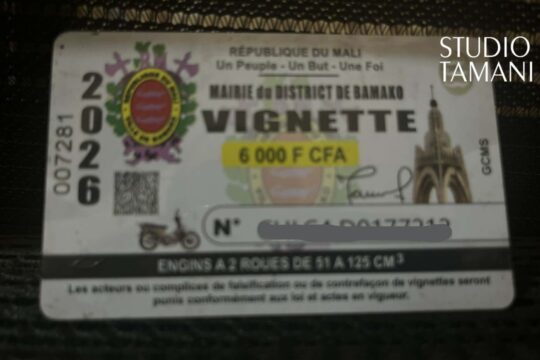 STUDIO
TAMANI
RÉPUBLIQUE DU MALI
Un Peuple - Un But - Une Foi
MAIRIE du DISTRICT DE BAMAKO
VIGNETTE
2026
007281
6 000 F CFA
GCMS
N°
ENGINS A 2 ROUES DE 51 A 125 CM³
Les acteurs ou complices de falsification ou de contrefaçon de vignettes seront
punis conformément aux loi et actes en vigueur.